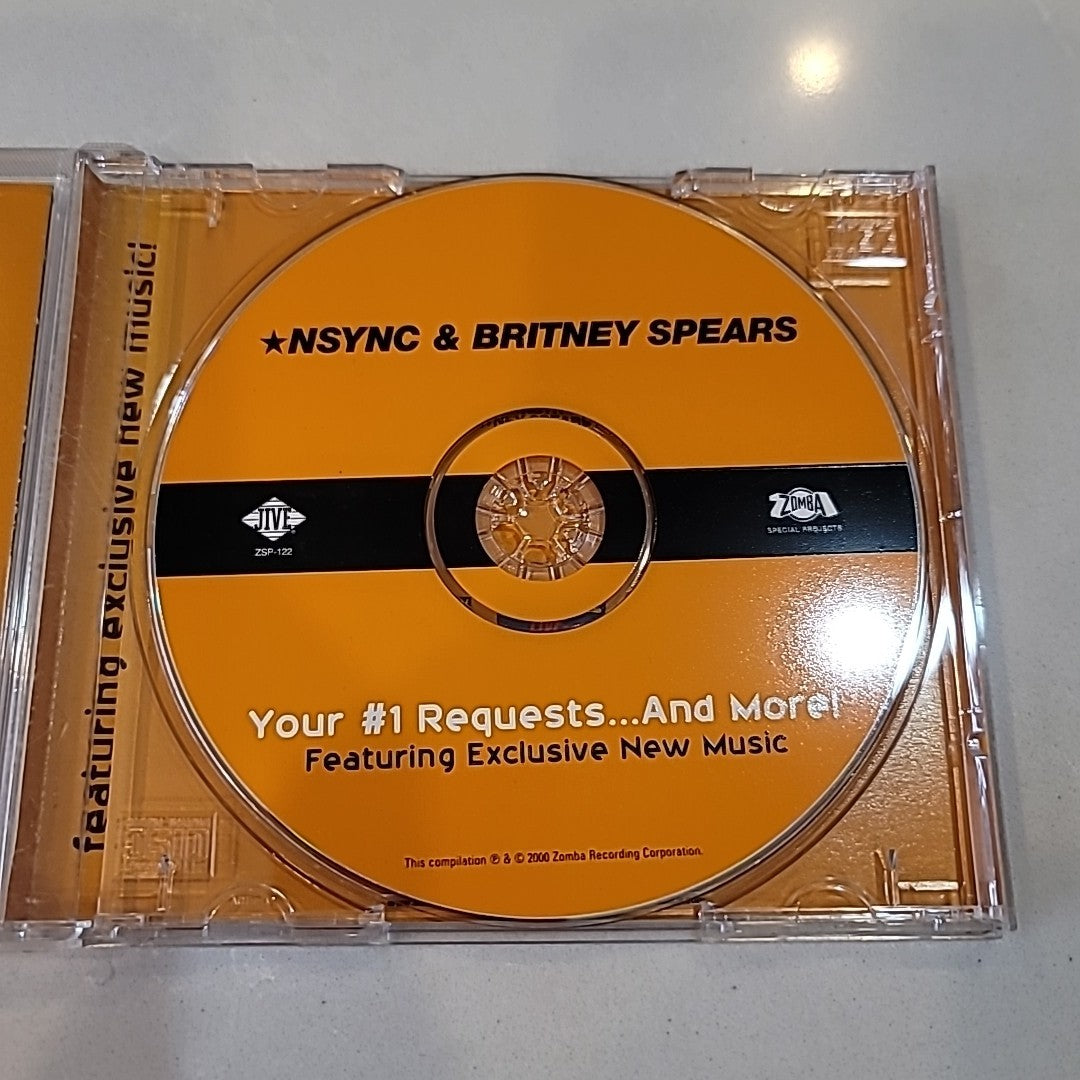 featuring exclusive new music!
★NSYNC & BRITNEY SPEARS
JIVE
ZSP-122
ZOMBA
SPECIAL PROJECTS
Your #1 Requests...And More!
Featuring Exclusive New Music
This compilation ℗ & © 2000 Zomba Recording Corporation.